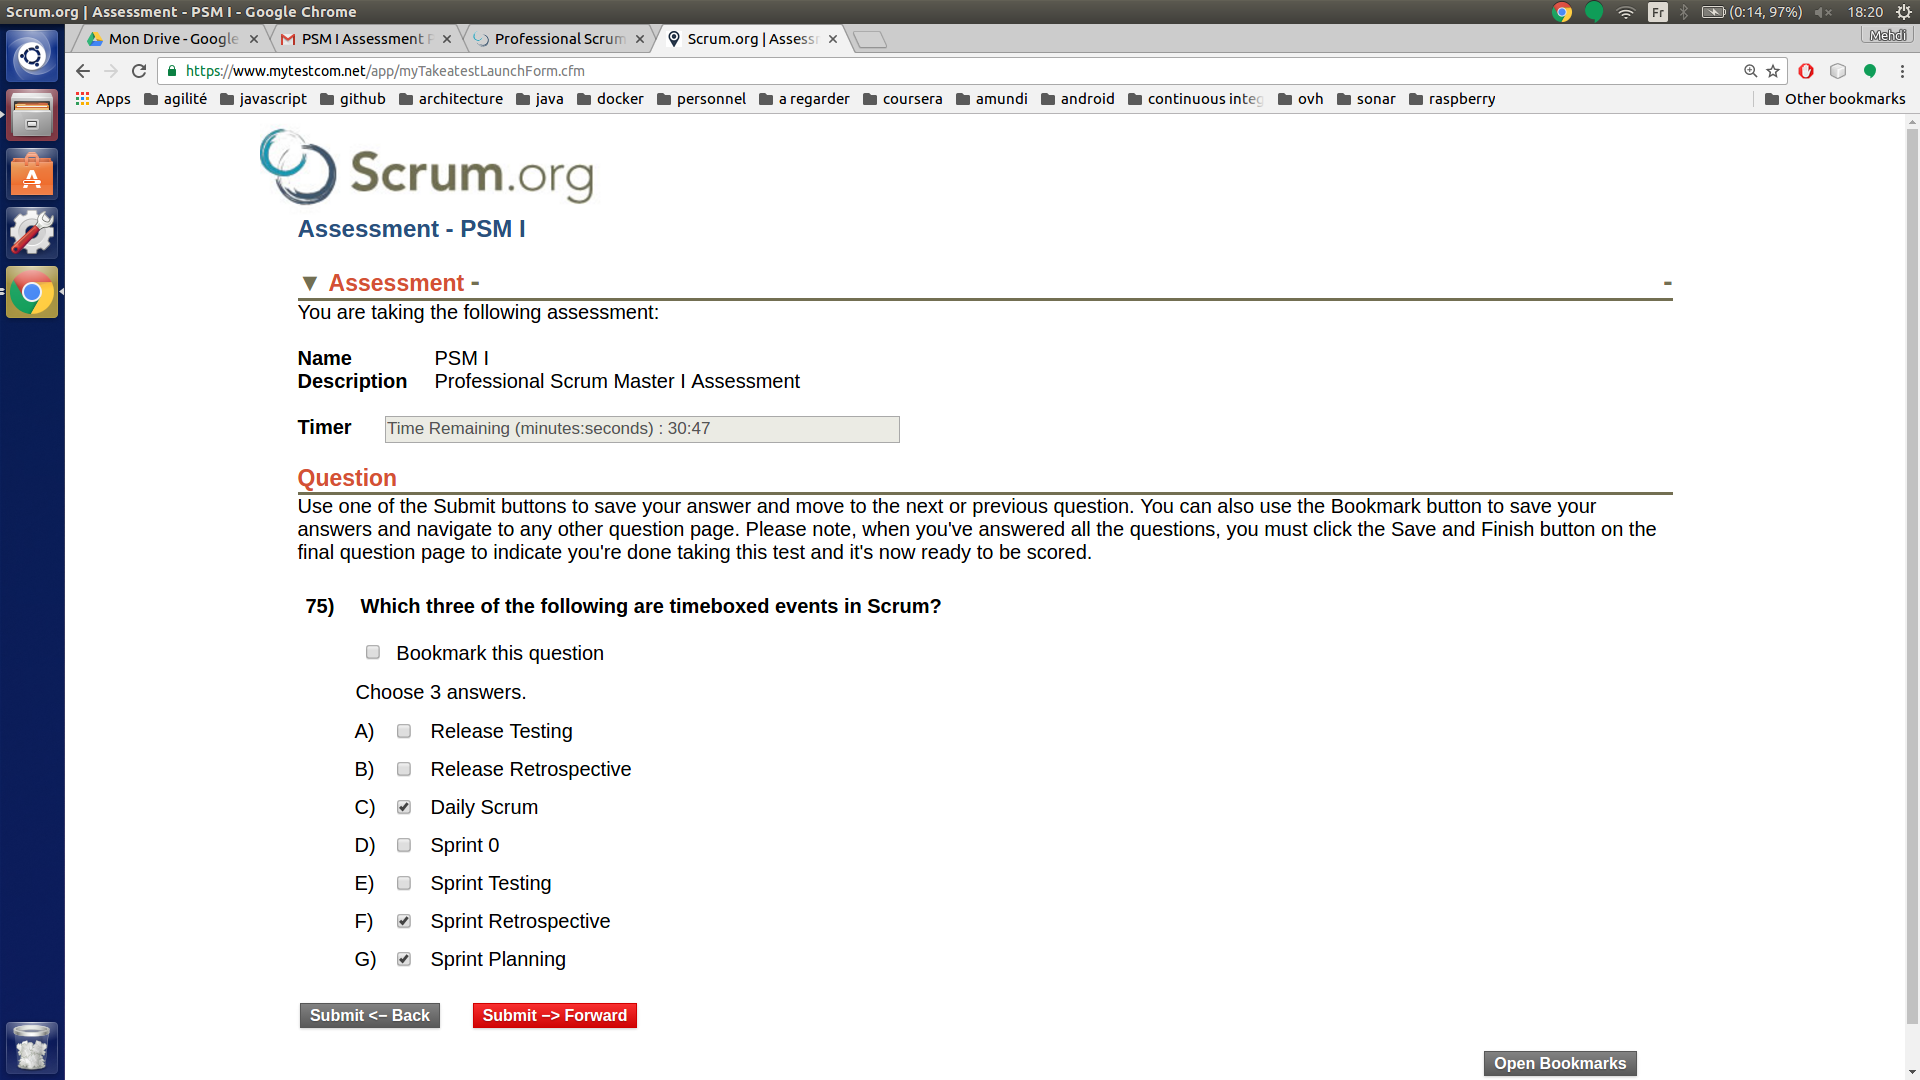 Scrum.org | Assessment - PSM I - Google Chrome
Fr
(0:14, 97%)
18:20
Mon Drive - Google
PSM I Assessment P
Professional Scrum
Scrum.org | Assess
Mehdi
https://www.mytestcom.net/app/myTakeatestLaunchForm.cfm
Apps agilité javascript github architecture java docker personnel a regarder coursera amundi android continuous integ ovh sonar raspberry Other bookmarks
Scrum.org
Assessment - PSM I
▼ Assessment - -
You are taking the following assessment:
Name PSM I
Description Professional Scrum Master I Assessment
Timer Time Remaining (minutes:seconds) : 30:47
Question
Use one of the Submit buttons to save your answer and move to the next or previous question. You can also use the Bookmark button to save your
answers and navigate to any other question page. Please note, when you've answered all the questions, you must click the Save and Finish button on the
final question page to indicate you're done taking this test and it's now ready to be scored.
75) Which three of the following are timeboxed events in Scrum?
Bookmark this question
Choose 3 answers.
A) Release Testing
B) Release Retrospective
C) Daily Scrum
D) Sprint 0
E) Sprint Testing
F) Sprint Retrospective
G) Sprint Planning
Submit <– Back Submit –> Forward
Open Bookmarks